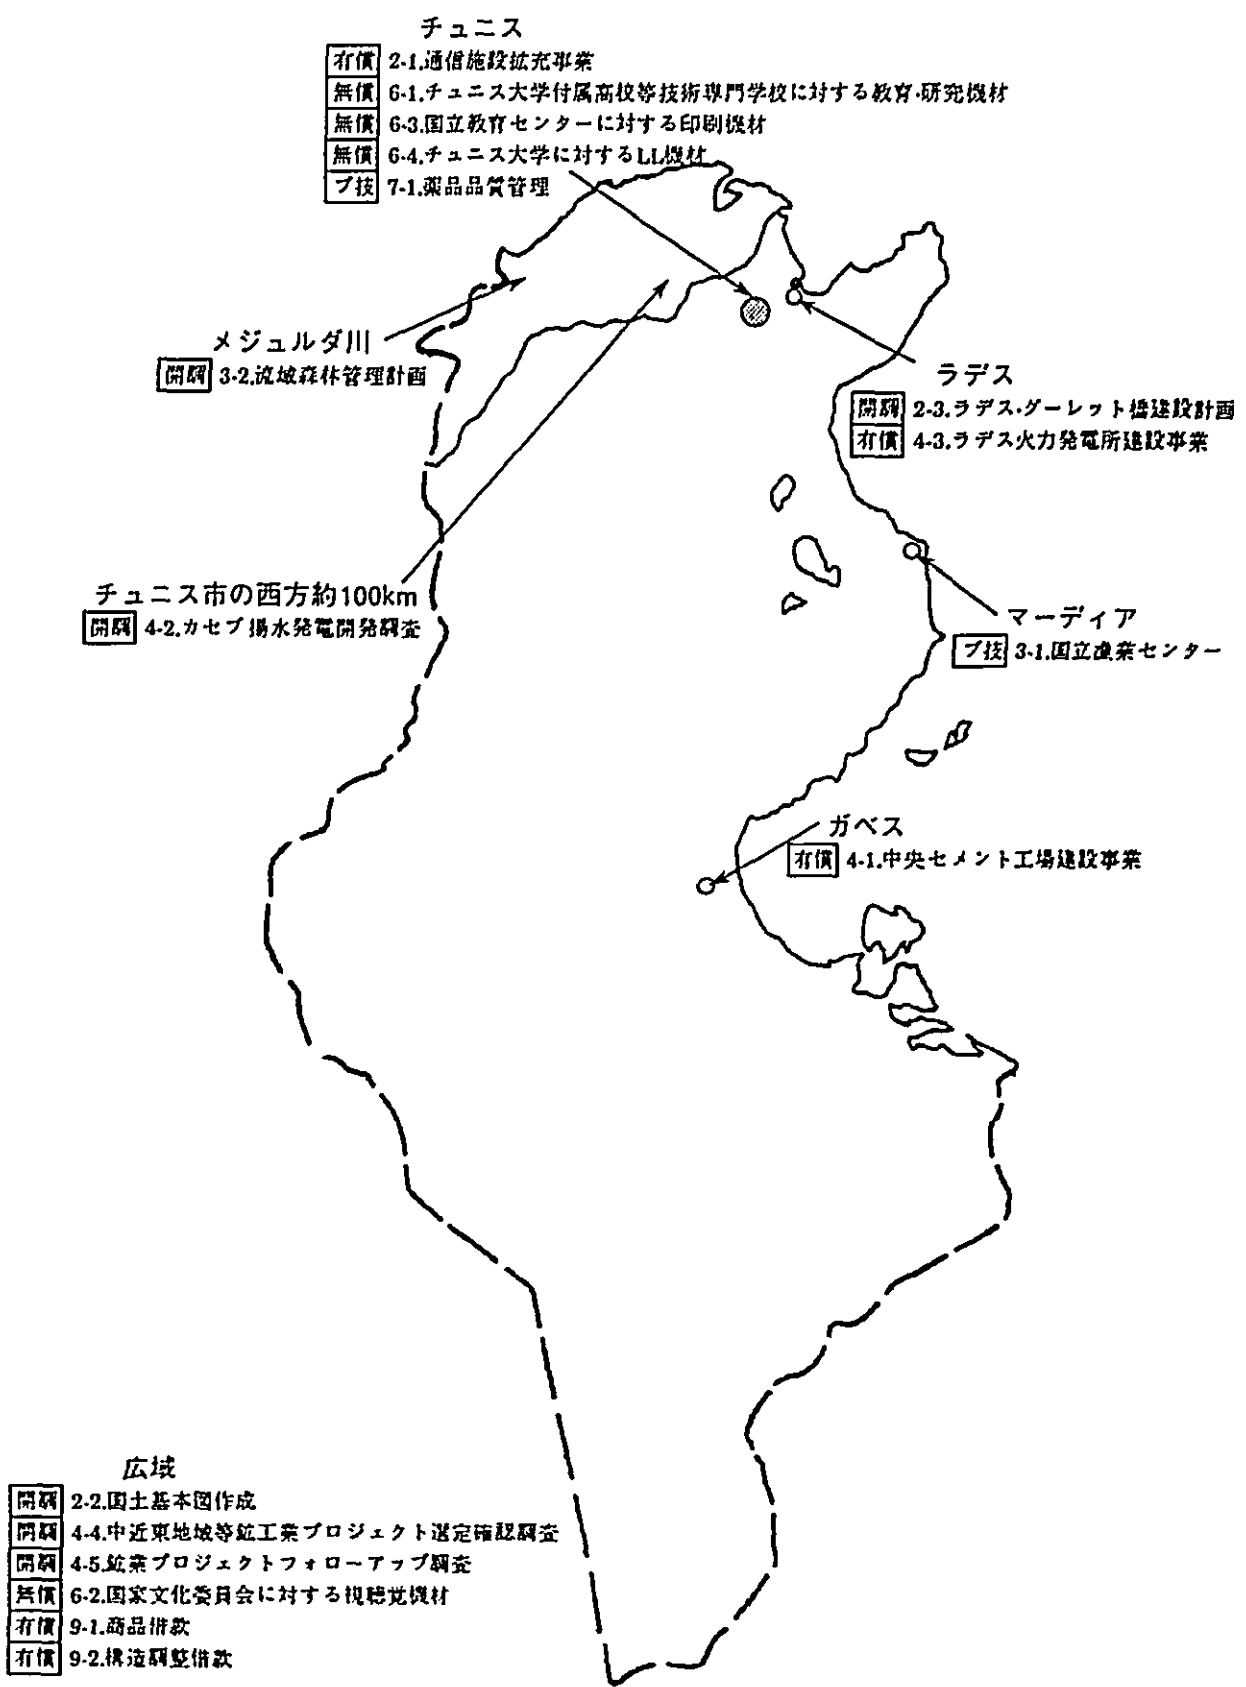 チュニス
有償 2-1.通信施設拡充事業
無償 6-1.チュニス大学付属高校等技術専門学校に対する教育・研究機材
無償 6-3.国立教育センターに対する印刷機材
無償 6-4.チュニス大学に対するLL機材
プ技 7-1.薬品品質管理
メジュルダ川
開調 3-2.流域森林管理計画
ラデス
開調 2-3.ラデス・グーレット橋建設計画
有償 4-3.ラデス火力発電所建設事業
チュニス市の西方約100km
開調 4-2.カセブ揚水発電開発調査
マーディア
プ技 3-1.国立漁業センター
ガベス
有償 4-1.中央セメント工場建設事業
広域
開調 2-2.国土基本図作成
開調 4-4.中近東地域等鉱工業プロジェクト選定確認調査
開調 4-5.鉱業プロジェクトフォローアップ調査
無償 6-2.国家文化委員会に対する視聴覚機材
有償 9-1.商品借款
有償 9-2.構造調整借款